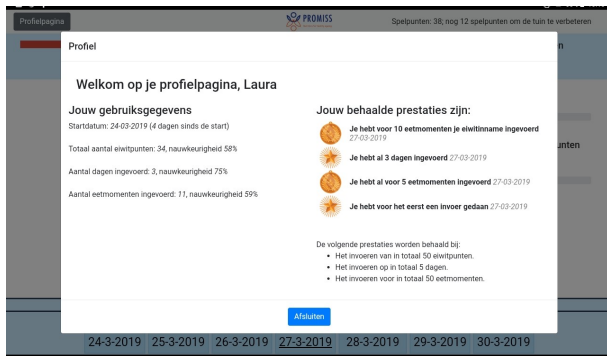 Profielpagina
PROMISS
Spelpunten: 38; nog 12 spelpunten om de tuin te verbeteren
Profiel
Welkom op je profielpagina, Laura
Jouw gebruiksgegevens
Startdatum: 24-03-2019 (4 dagen sinds de start)
Totaal aantal eiwitpunten: 34, nauwkeurigheid 58%
Aantal dagen ingevoerd: 3, nauwkeurigheid 75%
Aantal eetmomenten ingevoerd: 11, nauwkeurigheid 59%
Jouw behaalde prestaties zijn:
Je hebt voor 10 eetmomenten je eiwitinname ingevoerd
27-03-2019
Je hebt al 3 dagen ingevoerd 27-03-2019
Je hebt al voor 5 eetmomenten ingevoerd 27-03-2019
Je hebt voor het eerst een invoer gedaan 27-03-2019
De volgende prestaties worden behaald bij:
• Het invoeren van in totaal 50 eiwitpunten.
• Het invoeren op in totaal 5 dagen.
• Het invoeren voor in totaal 50 eetmomenten.
Afsluiten
24-3-2019 25-3-2019 26-3-2019 27-3-2019 28-3-2019 29-3-2019 30-3-2019